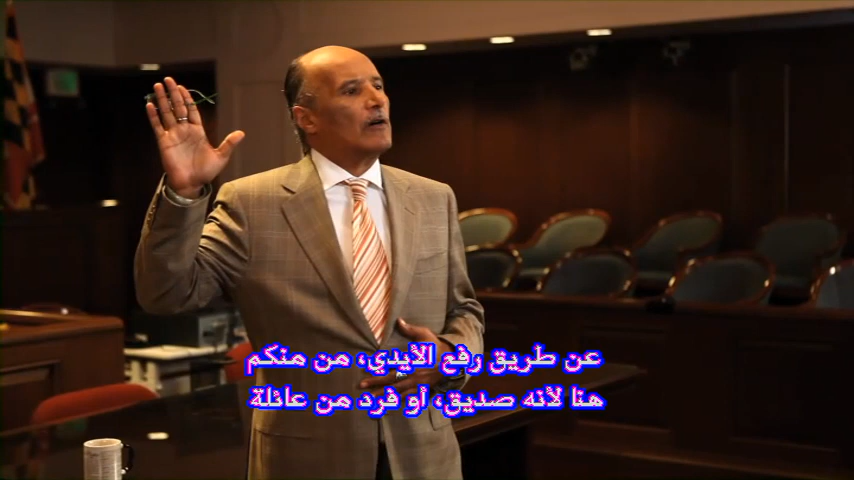 عن طريق رفع الأيدي، من منكم
هنا لأنه صديق، أو فرد من عائلة